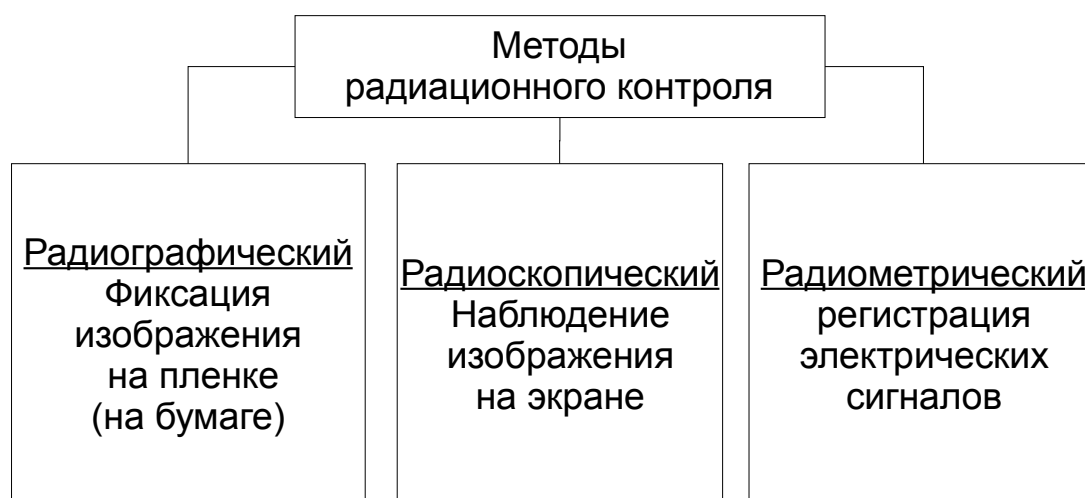 Методы
радиационного контроля
Радиографический
Фиксация
изображения
на пленке
(на бумаге)
Радиоскопический
Наблюдение
изображения
на экране
Радиометрический
регистрация
электрических
сигналов